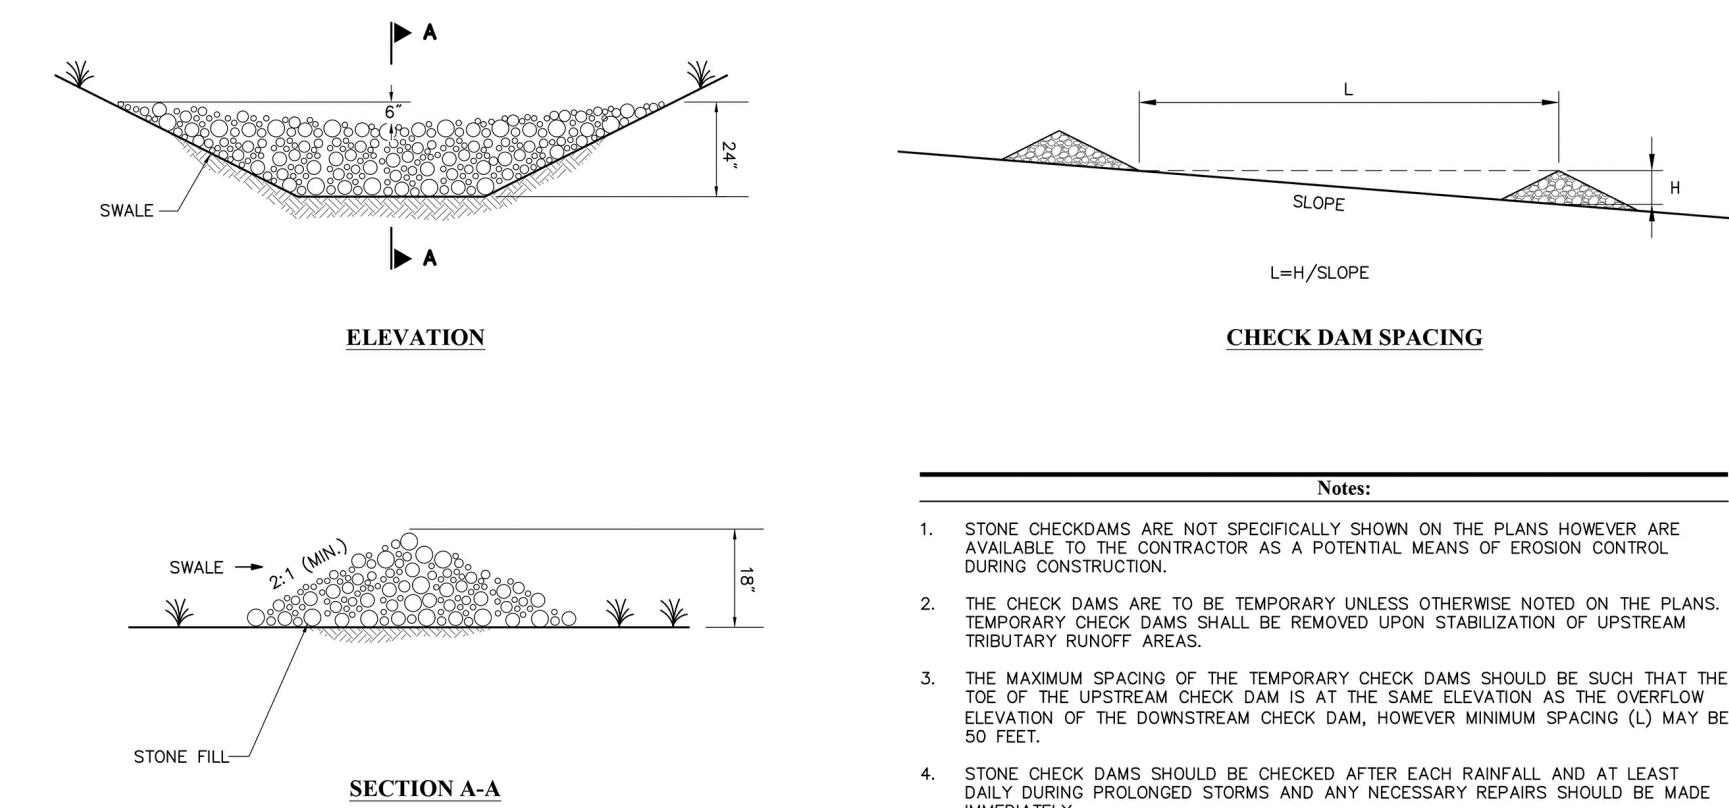 A
6"
24"
SWALE
A
ELEVATION
L
H
SLOPE
L=H/SLOPE
CHECK DAM SPACING
SWALE
2:1 (MIN.)
18"
STONE FILL
SECTION A-A
Notes:
1. STONE CHECKDAMS ARE NOT SPECIFICALLY SHOWN ON THE PLANS HOWEVER ARE
AVAILABLE TO THE CONTRACTOR AS A POTENTIAL MEANS OF EROSION CONTROL
DURING CONSTRUCTION.
2. THE CHECK DAMS ARE TO BE TEMPORARY UNLESS OTHERWISE NOTED ON THE PLANS.
TEMPORARY CHECK DAMS SHALL BE REMOVED UPON STABILIZATION OF UPSTREAM
TRIBUTARY RUNOFF AREAS.
3. THE MAXIMUM SPACING OF THE TEMPORARY CHECK DAMS SHOULD BE SUCH THAT THE
TOE OF THE UPSTREAM CHECK DAM IS AT THE SAME ELEVATION AS THE OVERFLOW
ELEVATION OF THE DOWNSTREAM CHECK DAM, HOWEVER MINIMUM SPACING (L) MAY BE
50 FEET.
4. STONE CHECK DAMS SHOULD BE CHECKED AFTER EACH RAINFALL AND AT LEAST
DAILY DURING PROLONGED STORMS AND ANY NECESSARY REPAIRS SHOULD BE MADE